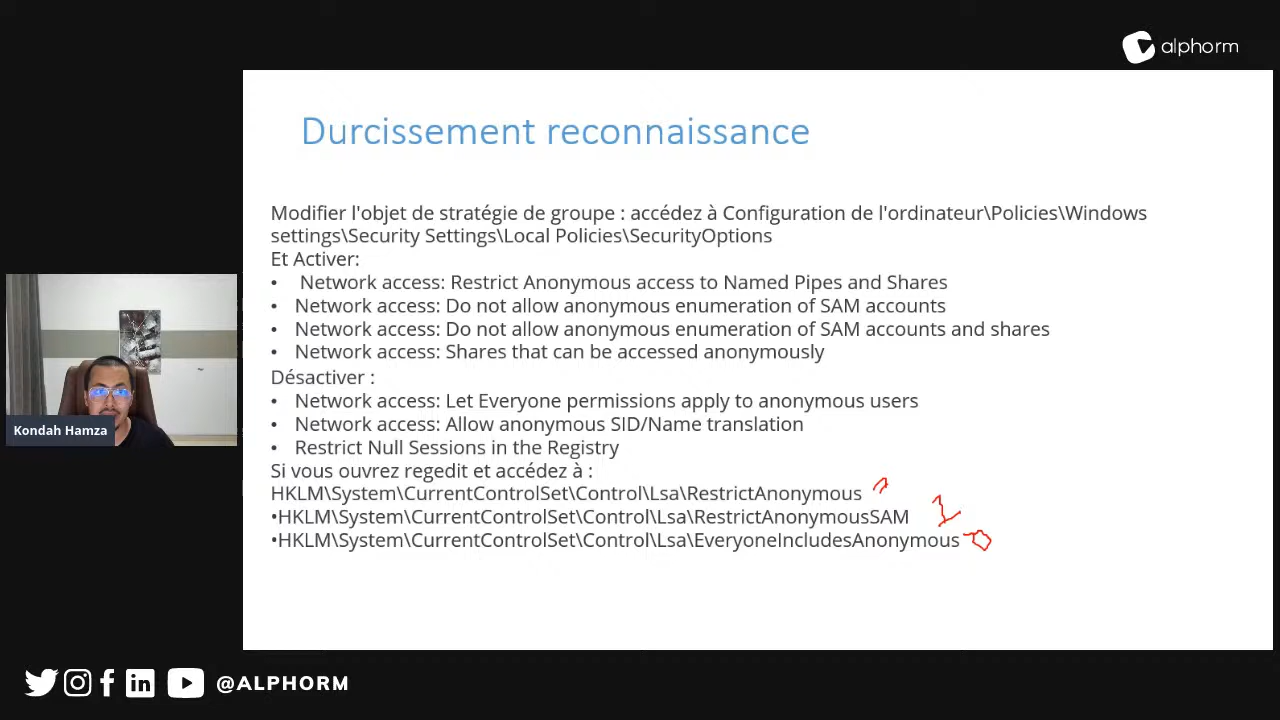 alphorm
Durcissement reconnaissance
Modifier l'objet de stratégie de groupe : accédez à Configuration de l'ordinateur\Policies\Windows
settings\Security Settings\Local Policies\SecurityOptions
Et Activer:
• Network access: Restrict Anonymous access to Named Pipes and Shares
• Network access: Do not allow anonymous enumeration of SAM accounts
• Network access: Do not allow anonymous enumeration of SAM accounts and shares
• Network access: Shares that can be accessed anonymously
Désactiver :
• Network access: Let Everyone permissions apply to anonymous users
• Network access: Allow anonymous SID/Name translation
• Restrict Null Sessions in the Registry
Si vous ouvrez regedit et accédez à :
HKLM\System\CurrentControlSet\Control\Lsa\RestrictAnonymous
•HKLM\System\CurrentControlSet\Control\Lsa\RestrictAnonymousSAM 1
•HKLM\System\CurrentControlSet\Control\Lsa\EveryoneIncludesAnonymous 0
Kondah Hamza
@ALPHORM